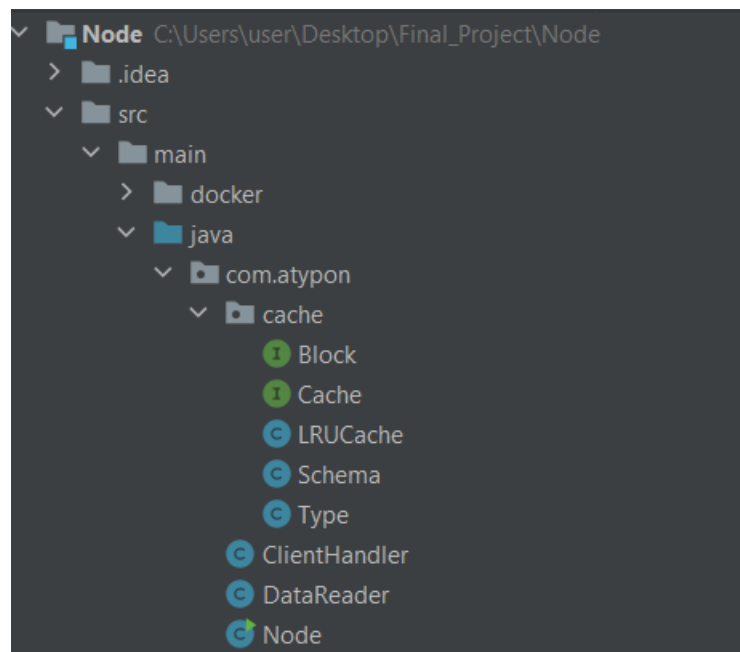 Node C:\Users\user\Desktop\Final_Project\Node
.idea
src
main
docker
java
com.atypon
cache
I Block
I Cache
C LRUCache
C Schema
C Type
C ClientHandler
C DataReader
C Node